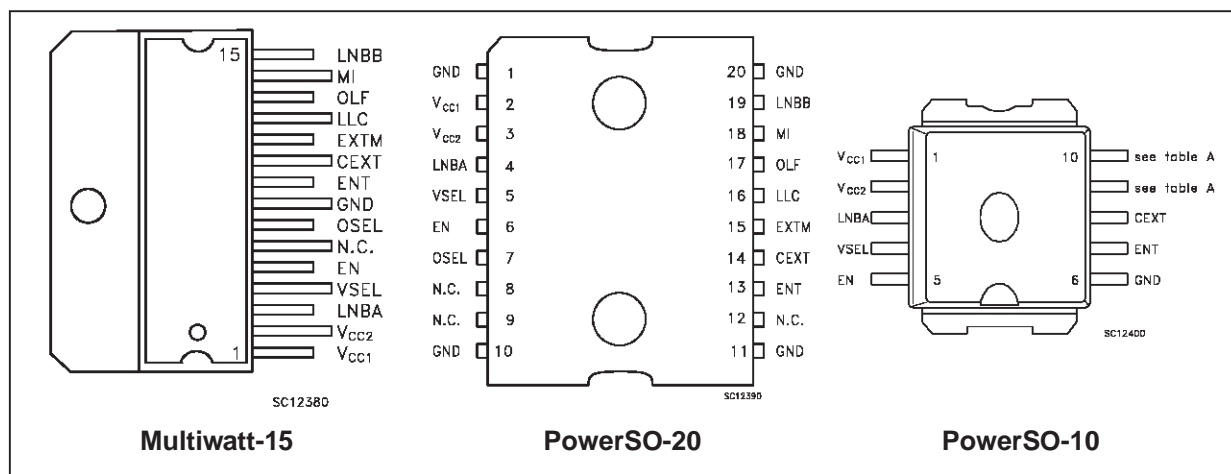 15
LNBB
MI
OLF
LLC
EXTM
CEXT
ENT
GND
OSEL
N.C.
EN
VSEL
LNBA
VCC2
1 VCC1
SC12380
Multiwatt-15
GND 1 20 GND
VCC1 2 19 LNBB
VCC2 3 18 MI
LNBA 4 17 OLF
VSEL 5 16 LLC
EN 6 15 EXTM
OSEL 7 14 CEXT
N.C. 8 13 ENT
N.C. 9 12 N.C.
GND 10 11 GND
SC12390
PowerSO-20
VCC1 1 10 see table A
VCC2 see table A
LNBA CEXT
VSEL ENT
EN 5 6 GND
SC12400
PowerSO-10